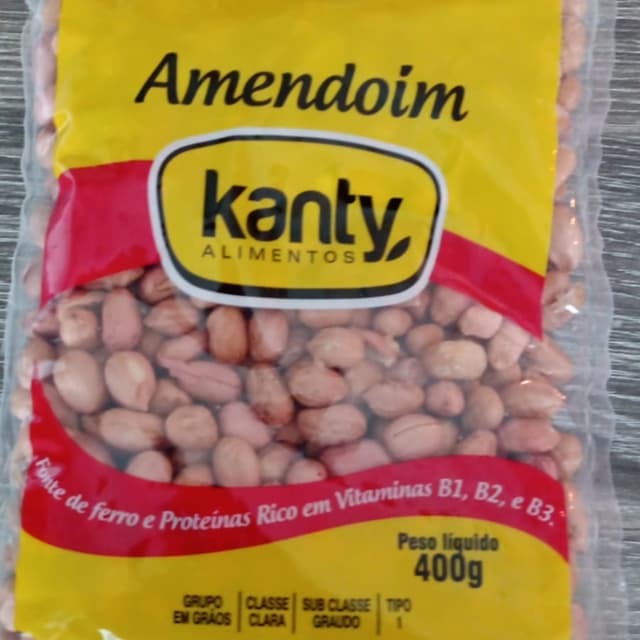 Amendoim
kanty
ALIMENTOS
Fonte de ferro e Proteínas Rico em Vitaminas B1, B2, e B3.
Peso líquido
400g
GRUPO EM GRÃOS
CLASSE CLARA
SUB CLASSE GRAUDO
TIPO 1